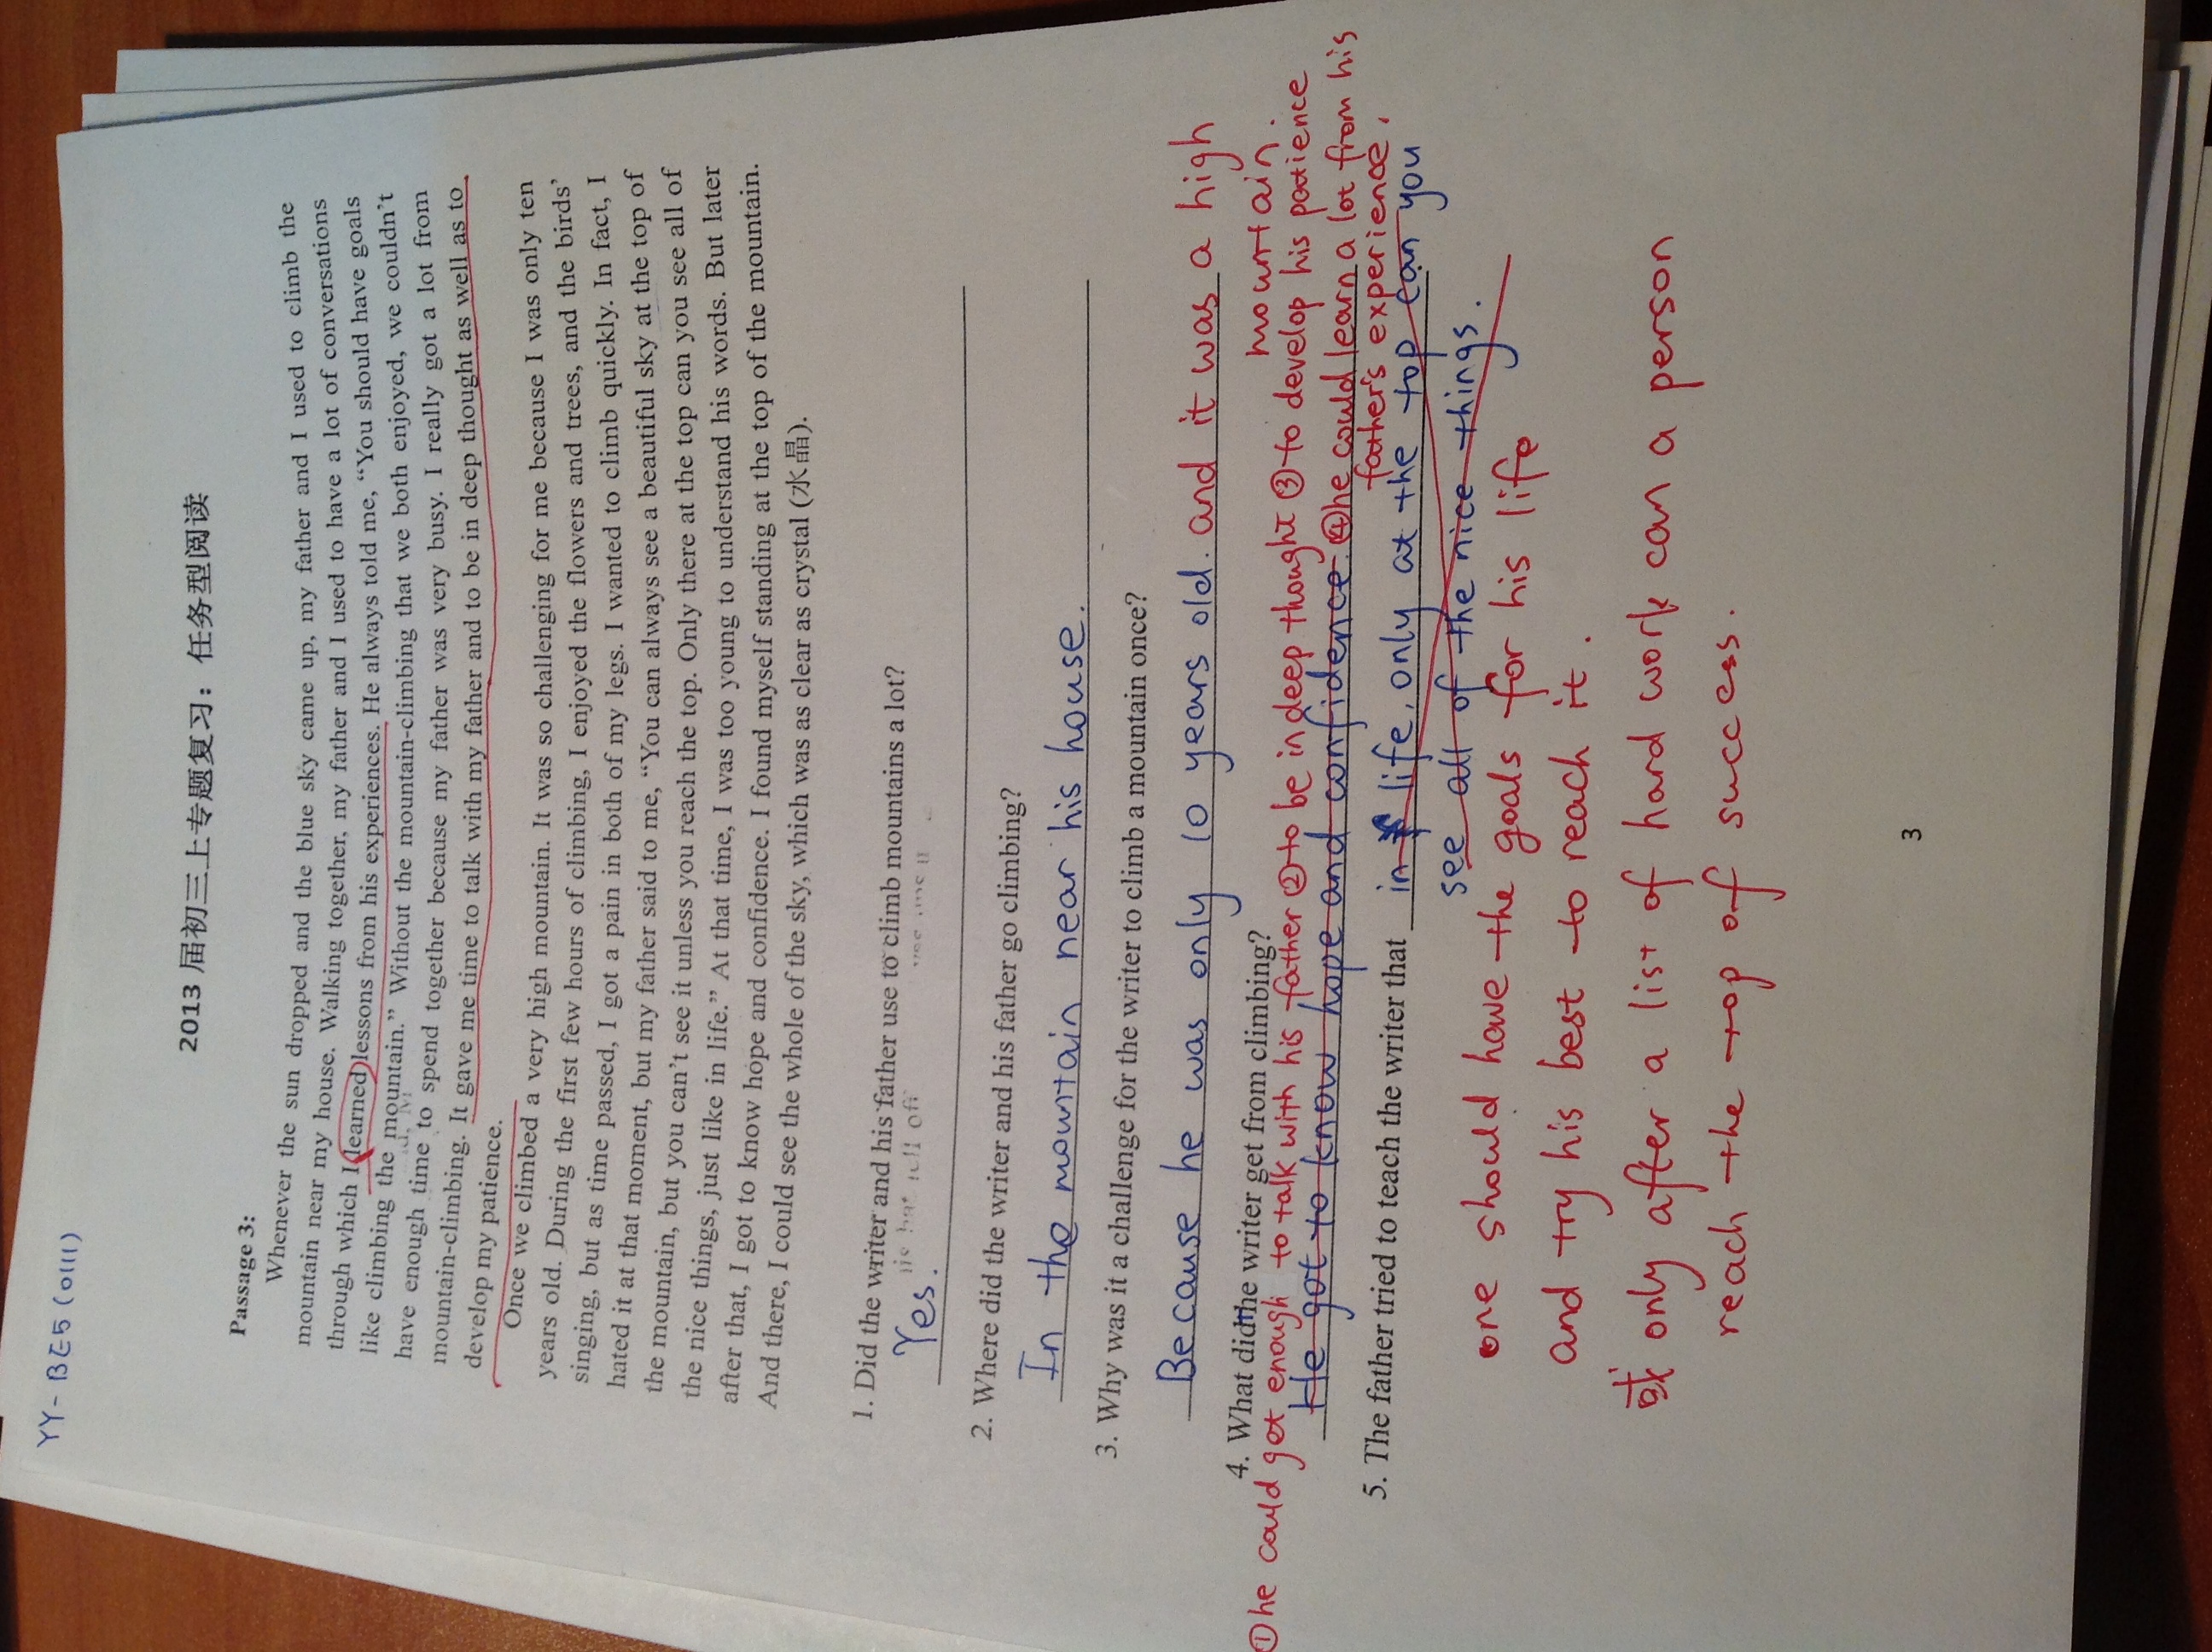 YY-BE5 (0111)
2013 届初三上专题复习：任务型阅读
Passage 3:
Whenever the sun dropped and the blue sky came up, my father and I used to climb the
mountain near my house. Walking together, my father and I used to have a lot of conversations
through which I learned lessons from his experiences. He always told me, “You should have goals
like climbing the mountain.” Without the mountain-climbing that we both enjoyed, we couldn’t
have enough time to spend together because my father was very busy. I really got a lot from
mountain-climbing. It gave me time to talk with my father and to be in deep thought as well as to
develop my patience.
Once we climbed a very high mountain. It was so challenging for me because I was only ten
years old. During the first few hours of climbing, I enjoyed the flowers and trees, and the birds’
singing, but as time passed, I got a pain in both of my legs. I wanted to climb quickly. In fact, I
hated it at that moment, but my father said to me, “You can always see a beautiful sky at the top of
the mountain, but you can’t see it unless you reach the top. Only there at the top can you see all of
the nice things, just like in life.” At that time, I was too young to understand his words. But later
after that, I got to know hope and confidence. I found myself standing at the top of the mountain.
And there, I could see the whole of the sky, which was as clear as crystal (水晶).
1. Did the writer and his father use to climb mountains a lot?
Yes.
2. Where did the writer and his father go climbing?
In the mountain near his house.
3. Why was it a challenge for the writer to climb a mountain once?
Because he was only 10 years old. and it was a high
mountain.
4. What did the writer get from climbing?
①he could get enough to talk with his father ②to be in deep thought ③to develop his patience
He got to know hope and confidence. ④he could learn a lot from his
father's experience.
5. The father tried to teach the writer that in life, only at the top can you
see all of the nice things.
one should have the goals for his life
and try his best to reach it.
或 only after a list of hard work can a person
reach the top of success.
3